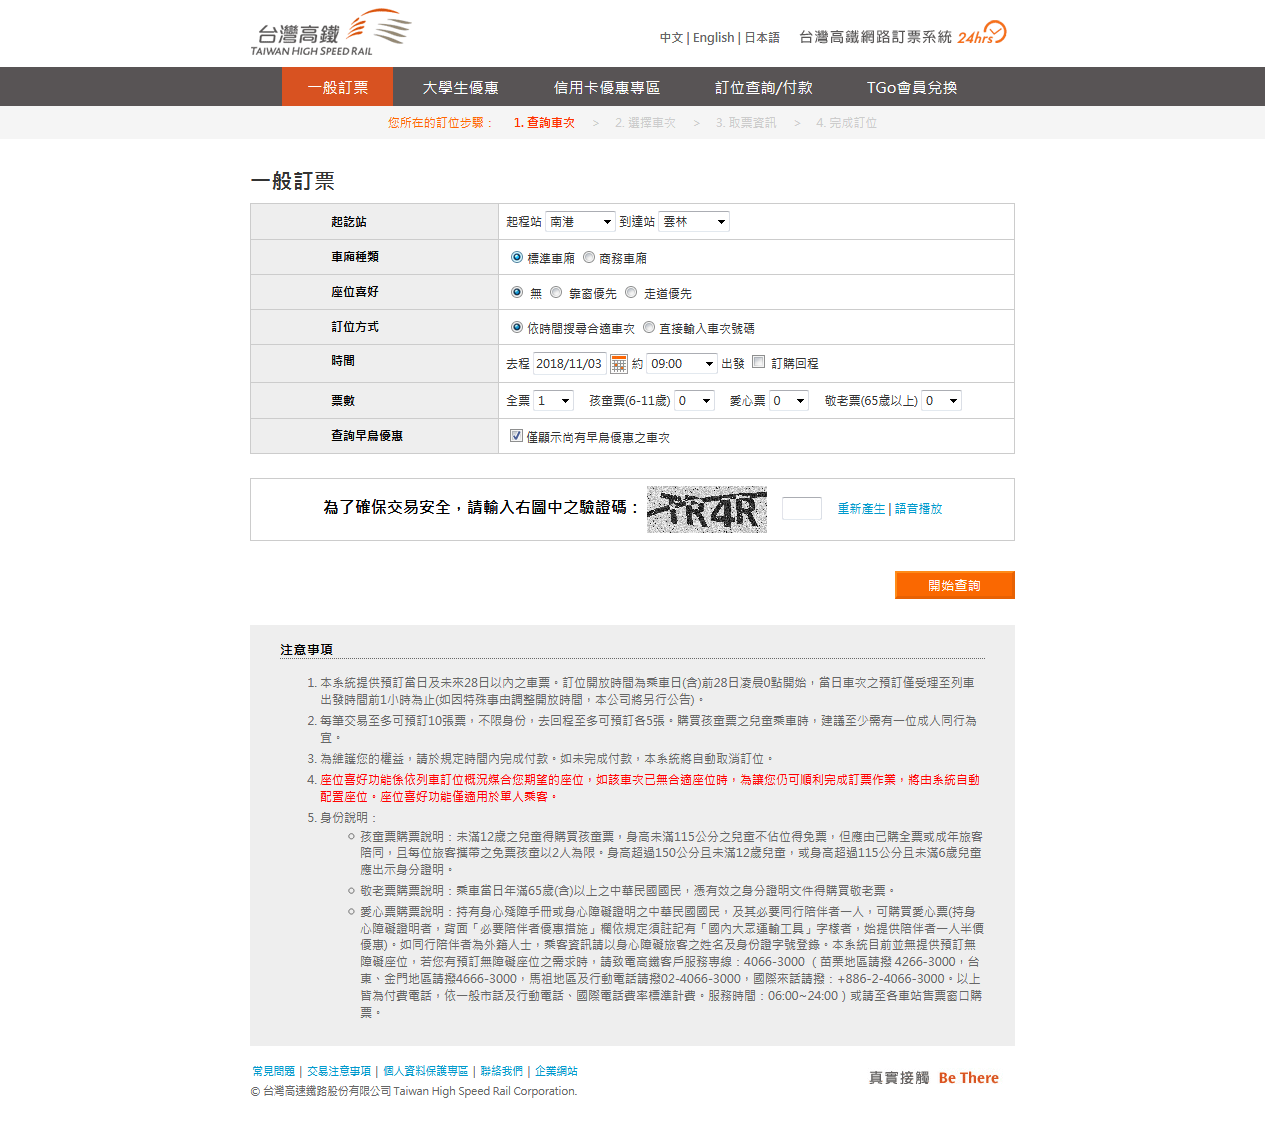 台灣高鐵
TAIWAN HIGH SPEED RAIL
中文 | English | 日本語 台灣高鐵網路訂票系統 24hrs
一般訂票 大學生優惠 信用卡優惠專區 訂位查詢/付款 TGo會員兌換
您所在的訂位步驟： 1. 查詢車次 > 2. 選擇車次 > 3. 取票資訊 > 4. 完成訂位
一般訂票
起訖站 起程站 南港 到達站 雲林
車廂種類 標準車廂 商務車廂
座位喜好 無 靠窗優先 走道優先
訂位方式 依時間搜尋合適車次 直接輸入車次號碼
時間 去程 2018/11/03 約 09:00 出發 訂購回程
票數 全票 1 孩童票(6-11歲) 0 愛心票 0 敬老票(65歲以上) 0
查詢早鳥優惠 僅顯示尚有早鳥優惠之車次
為了確保交易安全，請輸入右圖中之驗證碼： 7R4R 重新產生 | 語音播放
開始查詢
注意事項
1. 本系統提供預訂當日及未來28日以內之車票。訂位開放時間為乘車日(含)前28日凌晨0點開始，當日車次之預訂僅受理至列車
出發時間前1小時為止(如因特殊事由調整開放時間，本公司將另行公告)。
2. 每筆交易至多可預訂10張票，不限身份，去回程至多可預訂各5張。購買孩童票之兒童乘車時，建議至少需有一位成人同行為
宜。
3. 為維護您的權益，請於規定時間內完成付款。如未完成付款，本系統將自動取消訂位。
4. 座位喜好功能係依列車訂位概況媒合您期望的座位，如該車次已無合適座位時，為讓您仍可順利完成訂票作業，將由系統自動
配置座位。座位喜好功能僅適用於單人乘客。
5. 身份說明：
孩童票購票說明：未滿12歲之兒童得購買孩童票，身高未滿115公分之兒童不佔位得免票，但應由已購全票或成年旅客
陪同，且每位旅客攜帶之免票孩童以2人為限。身高超過150公分且未滿12歲兒童，或身高超過115公分且未滿6歲兒童
應出示身分證明。
敬老票購票說明：乘車當日年滿65歲(含)以上之中華民國國民，憑有效之身分證明文件得購買敬老票。
愛心票購票說明：持有身心殘障手冊或身心障礙證明之中華民國國民，及其必要同行陪伴者一人，可購買愛心票(持身
心障礙證明者，背面「必要陪伴者優惠措施」欄依規定須註記有「國內大眾運輸工具」字樣者，始提供陪伴者一人半價
優惠)。如同行陪伴者為外籍人士，乘客資訊請以身心障礙旅客之姓名及身份證字號登錄。本系統目前並無提供預訂無
障礙座位，若您有預訂無障礙座位之需求時，請致電高鐵客戶服務專線：4066-3000 （ 苗栗地區請撥 4266-3000，台
東、金門地區請撥4666-3000，馬祖地區及行動電話請撥02-4066-3000，國際來話請撥：+886-2-4066-3000。以上
皆為付費電話，依一般市話及行動電話、國際電話費率標準計費。服務時間：06:00~24:00 ) 或請至各車站售票窗口購
票。
常見問題 | 交易注意事項 | 個人資料保護專區 | 聯絡我們 | 企業網站
© 台灣高速鐵路股份有限公司 Taiwan High Speed Rail Corporation.
真實接觸 Be There